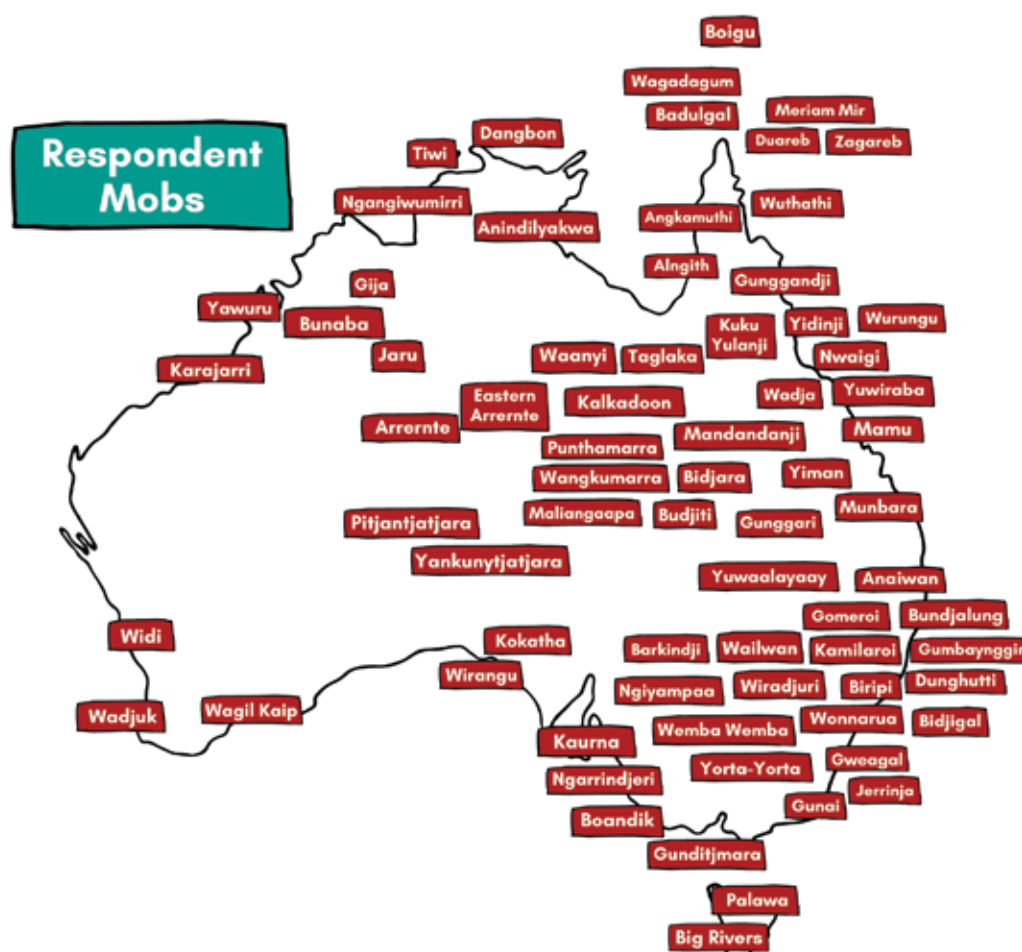 Boigu
Wagadagum
Badulgal
Meriam Mir
Duareb
Zagareb
Respondent
Mobs
Dangbon
Tiwi
Ngangiwumirri
Anindilyakwa
Angkamuthi
Wuthathi
Alngith
Gunggandji
Gija
Yawuru
Bunaba
Jaru
Karajarri
Waanyi
Taglaka
Kuku
Yulanji
Yidinji
Wurungu
Nwaigi
Eastern
Arrernte
Arrernte
Kalkadoon
Wadja
Yuwiraba
Mandandanji
Mamu
Punthamarra
Wangkumarra
Bidjara
Yiman
Maliangaapa
Budjiti
Gunggari
Munbara
Pitjantjatjara
Yankunytjatjara
Yuwaalayaay
Anaiwan
Gomeroi
Bundjalung
Widi
Kokatha
Wirangu
Barkindji
Wailwan
Kamilaroi
Gumbaynggir
Wadjuk
Wagil Kaip
Ngiyampaa
Wiradjuri
Biripi
Dunghutti
Kaurna
Wemba Wemba
Wonnarua
Bidjigal
Ngarrindjeri
Yorta-Yorta
Gweagal
Jerrinja
Boandik
Gunai
Gunditjmara
Palawa
Big Rivers